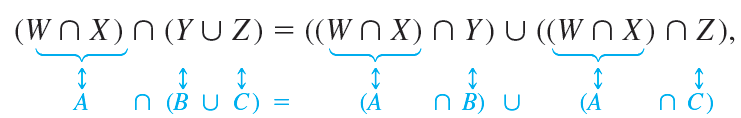 (W ∩ X) ∩ (Y ∪ Z) = ((W ∩ X) ∩ Y) ∪ ((W ∩ X) ∩ Z),
A ∩ (B ∪ C) = (A ∩ B) ∪ (A ∩ C)